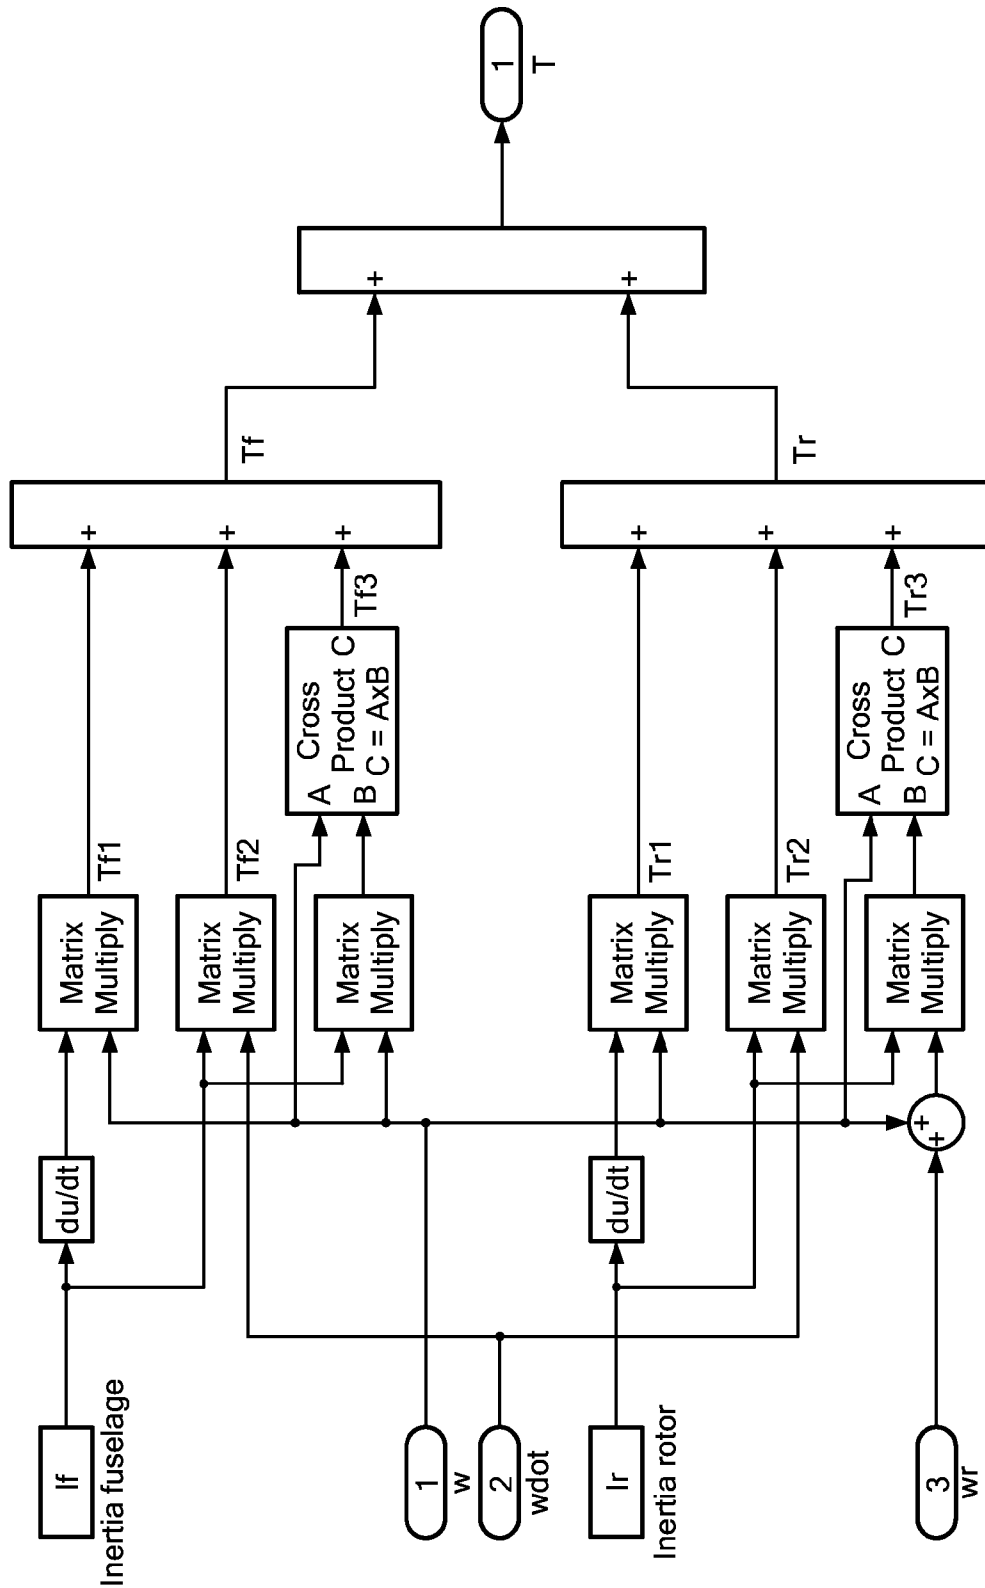 If
Inertia fuselage
1
w
2
wdot
Ir
Inertia rotor
3
wr
du/dt
du/dt
+
+
Matrix
Multiply
Tf1
Matrix
Multiply
Tf2
Matrix
Multiply
Matrix
Multiply
Tr1
Matrix
Multiply
Tr2
Matrix
Multiply
A Cross
Product C
B C = AxB
Tf3
A Cross
Product C
B C = AxB
Tr3
+
+
+
Tf
+
+
+
Tr
+
+
1
T